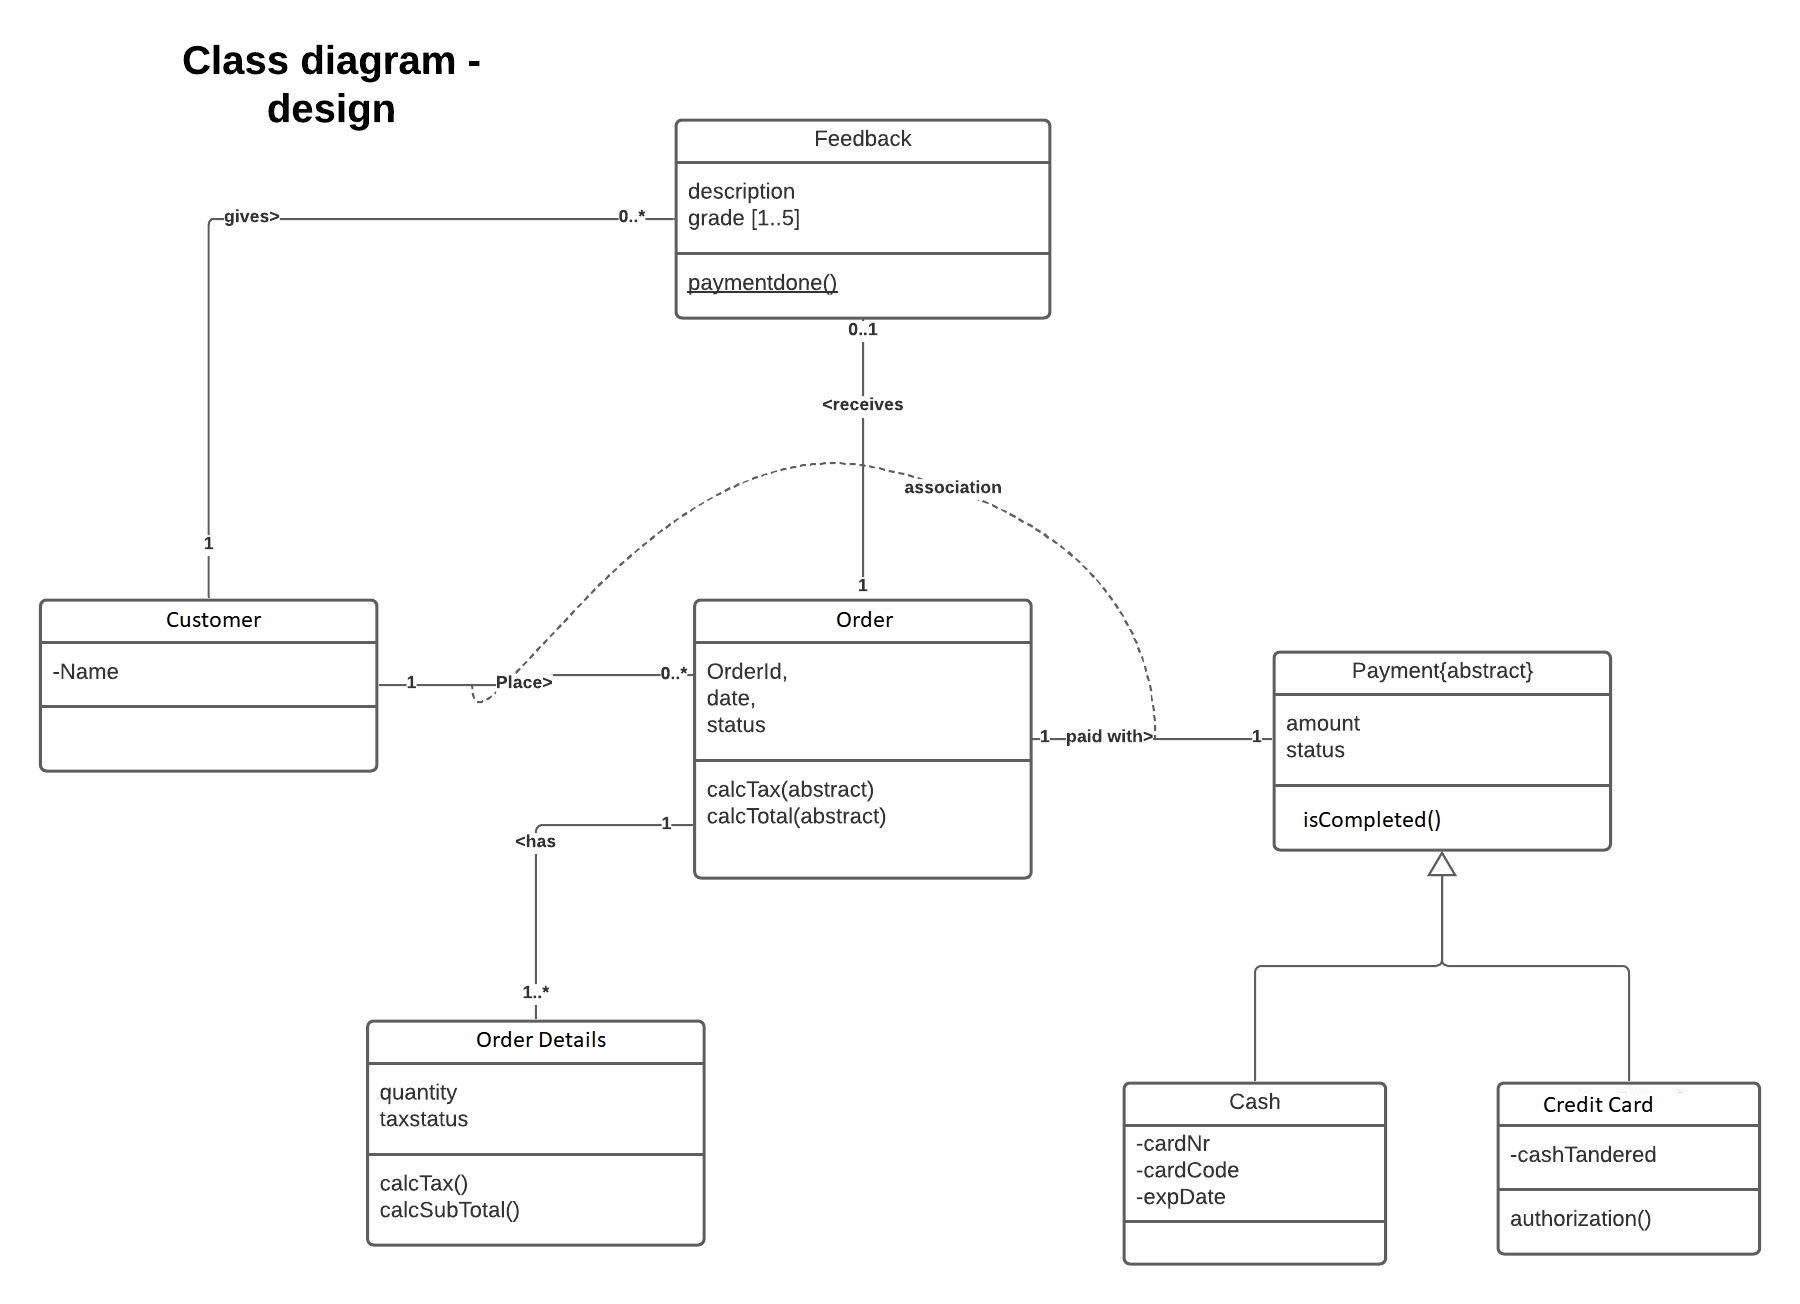 Class diagram -
design
Feedback
description
grade [1..5]
paymentdone()
gives>
0..*
0..1
<receives
association
1
1
Customer
-Name
1
Place>
0..*
Order
OrderId,
date,
status
calcTax(abstract)
calcTotal(abstract)
1
paid with>
1
Payment{abstract}
amount
status
isCompleted()
1
<has
1..*
Order Details
quantity
taxstatus
calcTax()
calcSubTotal()
Cash
-cardNr
-cardCode
-expDate
Credit Card
-cashTandered
authorization()